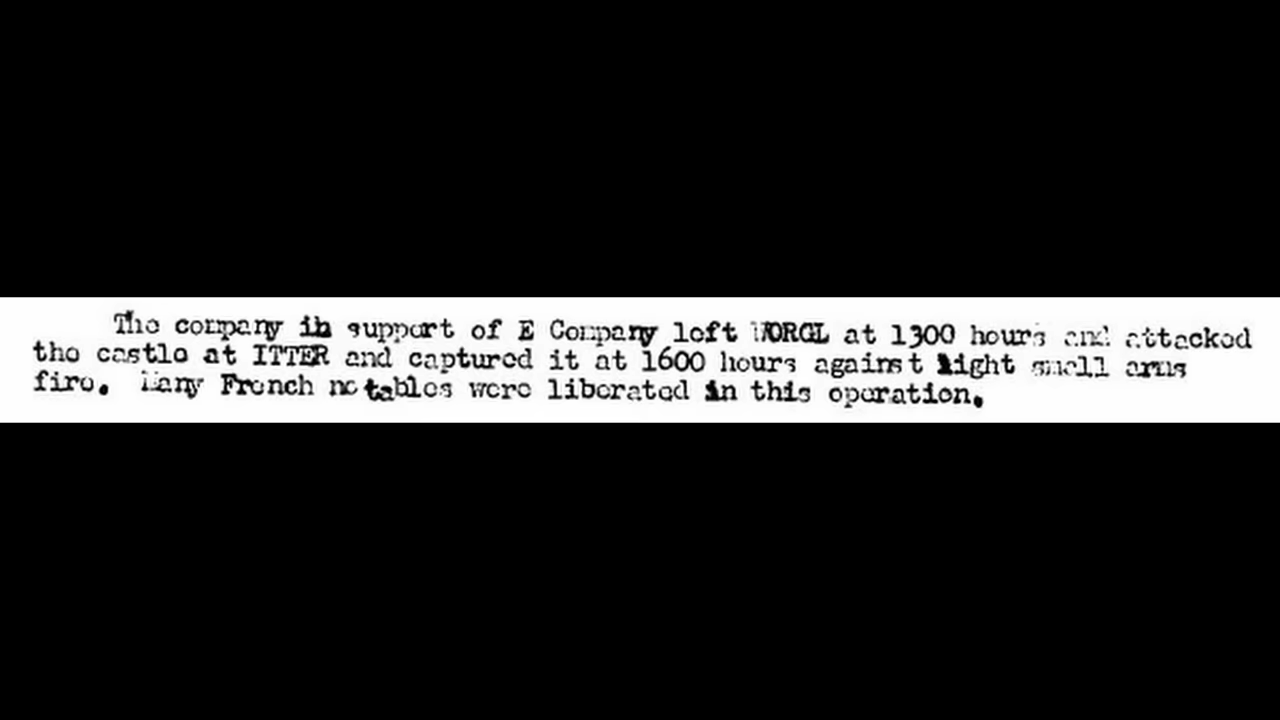 The company in support of E Company left WORGL at 1300 hours and attacked
the castle at ITTER and captured it at 1600 hours against light small arms
fire. Many French notables were liberated in this operation.